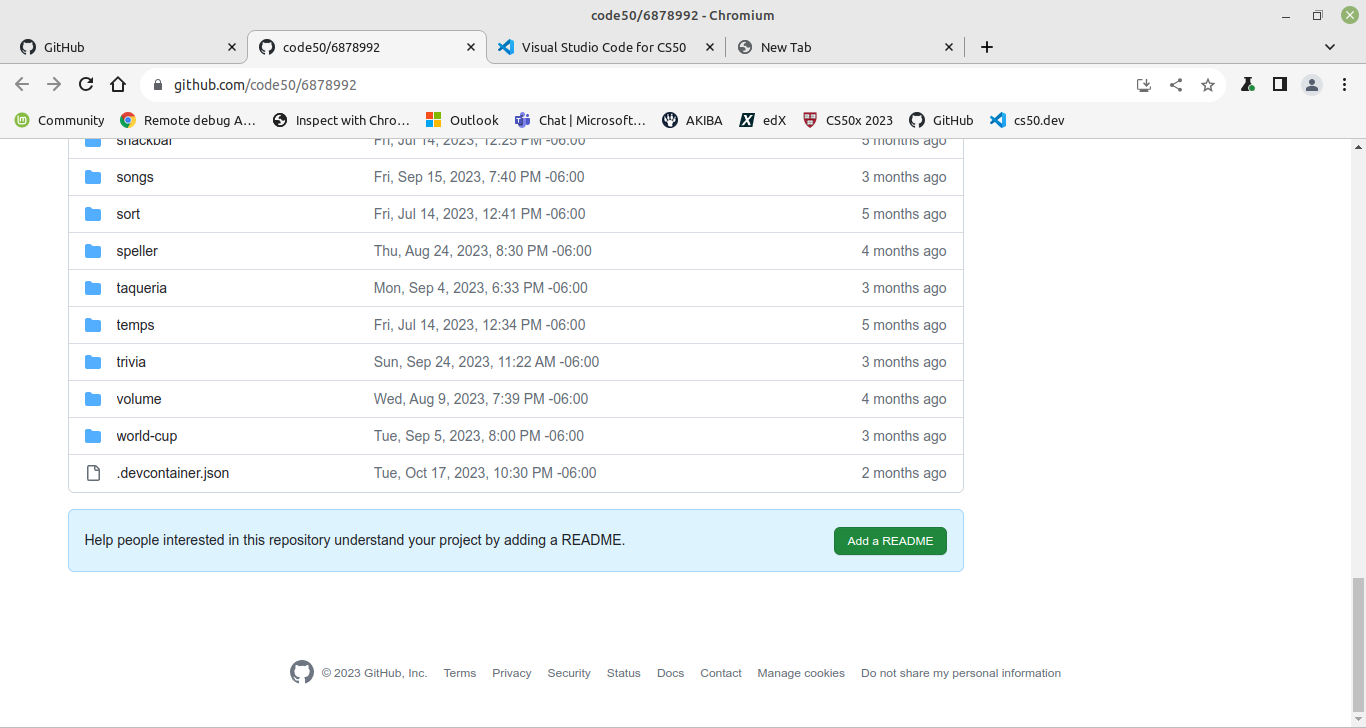 code50/6878992 - Chromium
GitHub
code50/6878992
Visual Studio Code for CS50
New Tab
github.com/code50/6878992
Community
Remote debug A...
Inspect with Chro...
Outlook
Chat | Microsoft...
AKIBA
edX
CS50x 2023
GitHub
cs50.dev
snackbar Fri, Jul 14, 2023, 12:25 PM -06:00 5 months ago
songs Fri, Sep 15, 2023, 7:40 PM -06:00 3 months ago
sort Fri, Jul 14, 2023, 12:41 PM -06:00 5 months ago
speller Thu, Aug 24, 2023, 8:30 PM -06:00 4 months ago
taqueria Mon, Sep 4, 2023, 6:33 PM -06:00 3 months ago
temps Fri, Jul 14, 2023, 12:34 PM -06:00 5 months ago
trivia Sun, Sep 24, 2023, 11:22 AM -06:00 3 months ago
volume Wed, Aug 9, 2023, 7:39 PM -06:00 4 months ago
world-cup Tue, Sep 5, 2023, 8:00 PM -06:00 3 months ago
.devcontainer.json Tue, Oct 17, 2023, 10:30 PM -06:00 2 months ago
Help people interested in this repository understand your project by adding a README.
Add a README
© 2023 GitHub, Inc. Terms Privacy Security Status Docs Contact Manage cookies Do not share my personal information